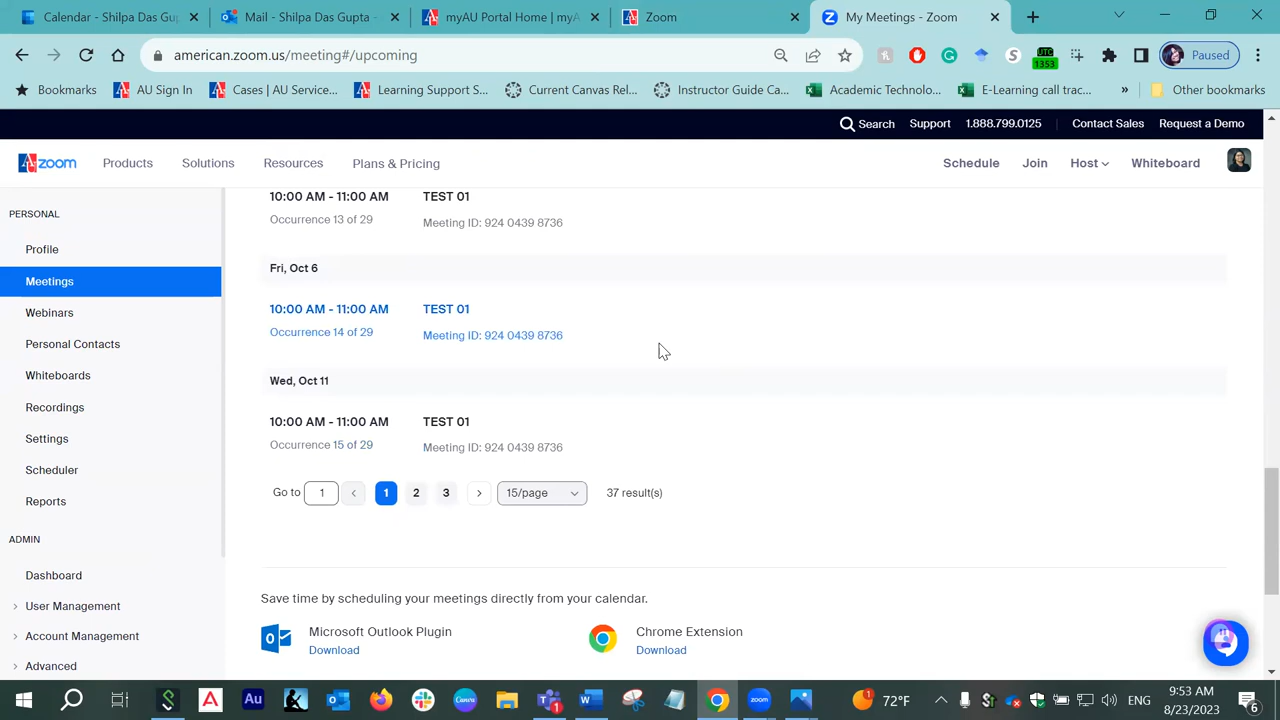 Calendar - Shilpa Das Gupt
Mail - Shilpa Das Gupta -
myAU Portal Home | myA
Zoom
My Meetings - Zoom
american.zoom.us/meeting#/upcoming
UTC
1353
Paused
Bookmarks
AU Sign In
Cases | AU Service...
Learning Support S...
Current Canvas Rel...
Instructor Guide Ca...
Academic Technolo...
E-Learning call trac...
»
Other bookmarks
Search
Support
1.888.799.0125
Contact Sales
Request a Demo
zoom
Products
Solutions
Resources
Plans & Pricing
Schedule
Join
Host
Whiteboard
PERSONAL
Profile
Meetings
Webinars
Personal Contacts
Whiteboards
Recordings
Settings
Scheduler
Reports
ADMIN
Dashboard
User Management
Account Management
Advanced
10:00 AM - 11:00 AM TEST 01
Occurrence 13 of 29 Meeting ID: 924 0439 8736
Fri, Oct 6
10:00 AM - 11:00 AM TEST 01
Occurrence 14 of 29 Meeting ID: 924 0439 8736
Wed, Oct 11
10:00 AM - 11:00 AM TEST 01
Occurrence 15 of 29 Meeting ID: 924 0439 8736
Go to 1 < 1 2 3 > 15/page 37 result(s)
Save time by scheduling your meetings directly from your calendar.
Microsoft Outlook Plugin
Download
Chrome Extension
Download
72°F
ENG
9:53 AM
8/23/2023
6